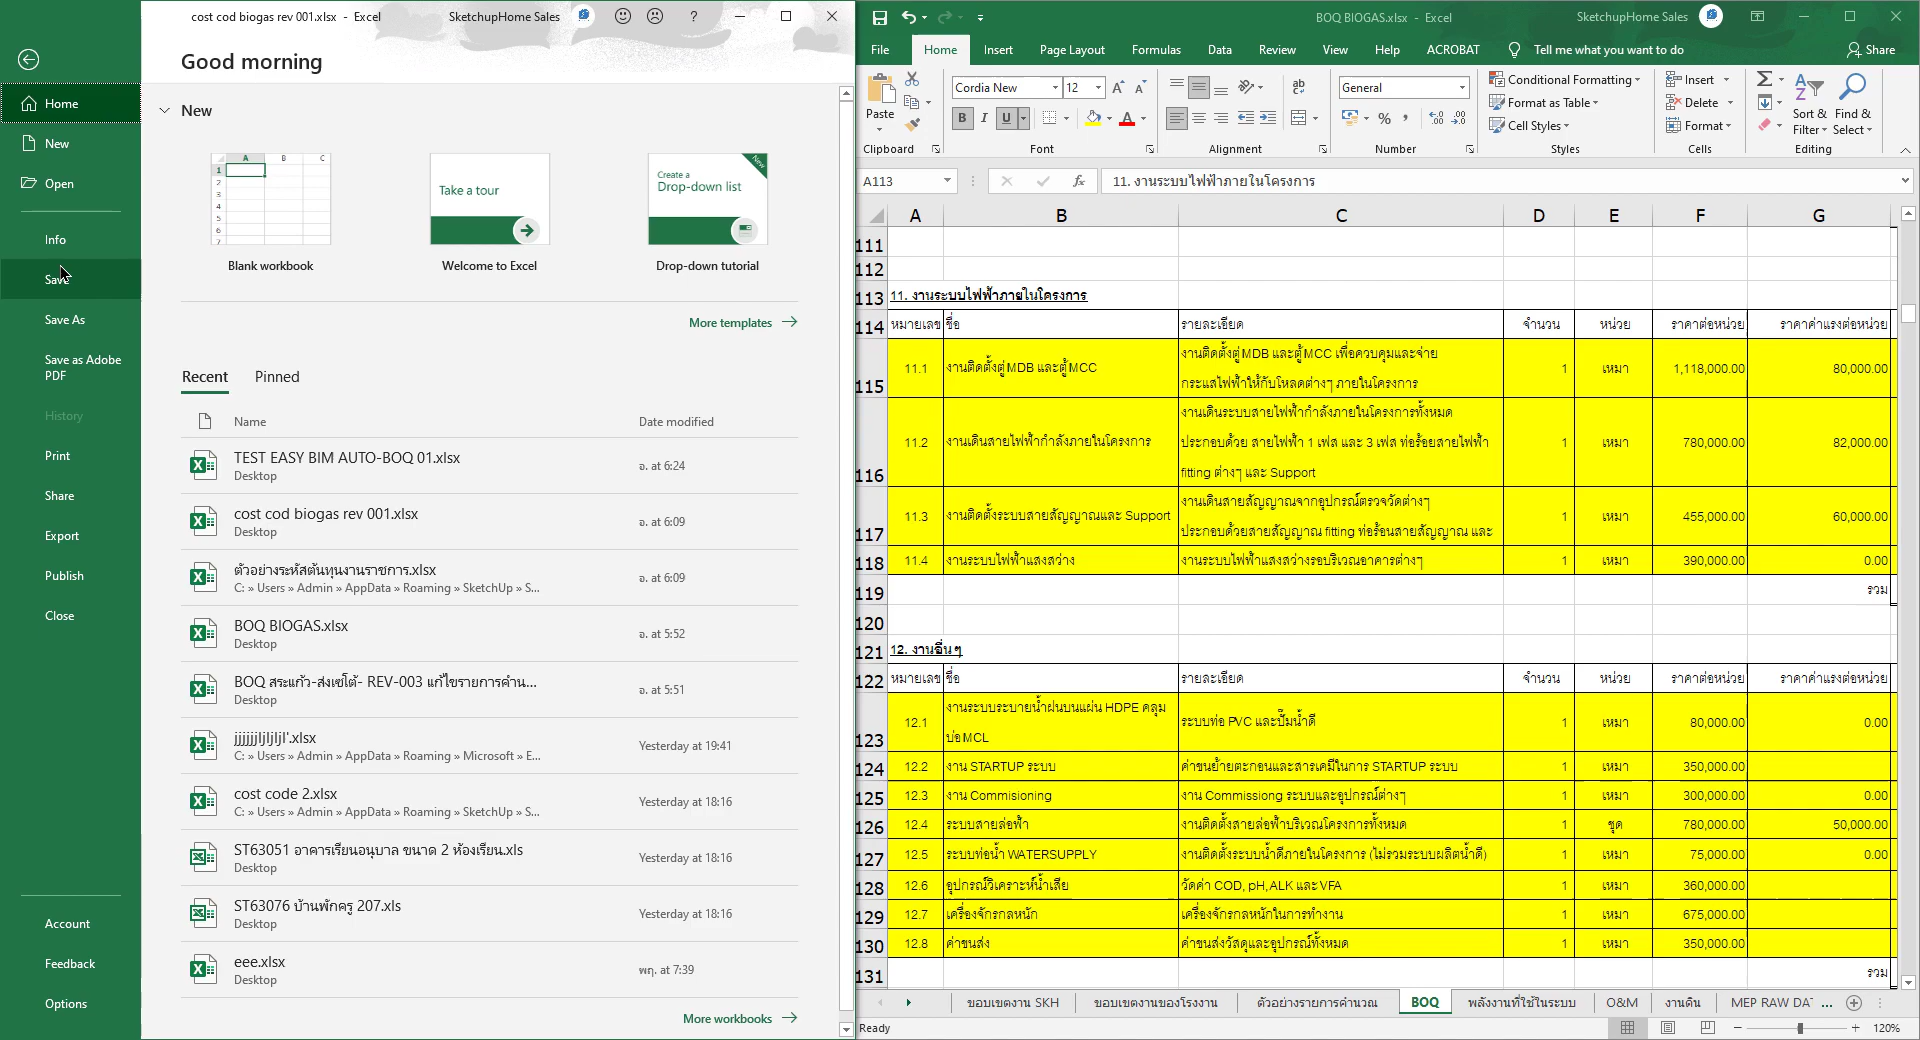 cost cod biogas rev 001.xlsx - Excel
SketchupHome Sales
?
Good morning
Home
New
Open
Info
Save
Save As
Save as Adobe
PDF
History
Print
Share
Export
Publish
Close
Account
Feedback
Options
New
A B C
1
2
3
4
5
6
7
Take a tour
Create a
Drop-down list
New
Blank workbook
Welcome to Excel
Drop-down tutorial
More templates
Recent
Pinned
Name
Date modified
TEST EASY BIM AUTO-BOQ 01.xlsx
Desktop
อ. at 6:24
cost cod biogas rev 001.xlsx
Desktop
อ. at 6:09
ตัวอย่างรหัสต้นทุนงานราชการ.xlsx
C: » Users » Admin » AppData » Roaming » SketchUp » S...
อ. at 6:09
BOQ BIOGAS.xlsx
Desktop
อ. at 5:52
BOQ สระแก้ว-ส่งเซโต้- REV-003 แก้ไขรายการคำน...
Desktop
อ. at 5:51
C: » Users » Admin » AppData » Roaming » Microsoft » E...
Yesterday at 19:41
cost code 2.xlsx
C: » Users » Admin » AppData » Roaming » SketchUp » S...
Yesterday at 18:16
ST63051 อาคารเรียนอนุบาล ขนาด 2 ห้องเรียน.xls
Desktop
Yesterday at 18:16
ST63076 บ้านพักครู 207.xls
Desktop
Yesterday at 18:16
eee.xlsx
Desktop
พฤ. at 7:39
More workbooks
BOQ BIOGAS.xlsx - Excel
SketchupHome Sales
File Home Insert Page Layout Formulas Data Review View Help ACROBAT Tell me what you want to do Share
Paste
Clipboard
Cordia New 12
B I U
Font
ab
Alignment
General
%
Number
Conditional Formatting
Format as Table
Cell Styles
Styles
Insert
Delete
Format
Cells
Sort &
Filter
Find &
Select
Editing
A113
fx
11. งานระบบไฟฟ้าภายในโครงการ
A B C D E F G
111
112
113 11. งานระบบไฟฟ้าภายในโครงการ
114 หมายเลข ชื่อ รายละเอียด จำนวน หน่วย ราคาต่อหน่วย ราคาค่าแรงต่อหน่วย
115 11.1 งานติดตั้งตู่ MDB และตู้ MCC
งานติดตั้งตู่ MDB และตู้ MCC เพื่อควบคุมและจ่าย
กระแสไฟฟ้าให้กับโหลดต่างๆ ภายในโครงการ
1 เหมา 1,118,000.00 80,000.00
116 11.2 งานเดินสายไฟฟ้ากำลังภายในโครงการ
งานเดินระบบสายไฟฟ้ากำลังภายในโครงการทั้งหมด
ประกอบด้วย สายไฟฟ้า 1 เฟส และ 3 เฟส ท่อร้อยสายไฟฟ้า
fitting ต่างๆ และ Support
1 เหมา 780,000.00 82,000.00
117 11.3 งานติดตั้งระบบสายสัญญาณและ Support
งานเดินสายสัญญาณจากอุปกรณ์ตรวจวัดต่างๆ
ประกอบด้วยสายสัญญาณ fitting ท่อร้อนสายสัญญาณ และ
1 เหมา 455,000.00 60,000.00
118 11.4 งานระบบไฟฟ้าแสงสว่าง งานระบบไฟฟ้าแสงสว่างรอบริเวณอาคารต่างๆ 1 เหมา 390,000.00 0.00
119 รวม
120
121 12. งานอื่นๆ
122 หมายเลข ชื่อ รายละเอียด จำนวน หน่วย ราคาต่อหน่วย ราคาค่าแรงต่อหน่วย
123 12.1 งานระบบระบายน้ำฝนบนแผ่น HDPE คลุม
บ่อ MCL
ระบบท่อ PVC และปั๊มน้ำดี 1 เหมา 80,000.00 0.00
124 12.2 งาน STARTUP ระบบ ค่าขนย้ายตะกอนและสารเคมีในการ STARTUP ระบบ 1 เหมา 350,000.00
125 12.3 งาน Commisioning งาน Commissiong ระบบและอุปกรณ์ต่างๆ 1 เหมา 300,000.00 0.00
126 12.4 ระบบสายล่อฟ้า งานติดตั้งสายล่อฟ้าบริเวณโครงการทั้งหมด 1 ชุด 780,000.00 50,000.00
127 12.5 ระบบท่อน้ำ WATERSUPPLY งานติดตั้งระบบน้ำดีภายในโครงการ (ไม่รวมระบบผลิตน้ำดี) 1 เหมา 75,000.00 0.00
128 12.6 อุปกรณ์วิเคราะห์น้ำเสีย วัดค่า COD, pH, ALK และ VFA 1 เหมา 360,000.00
129 12.7 เครื่องจักรกลหนัก เครื่องจักรกลหนักในการทำงาน 1 เหมา 675,000.00
130 12.8 ค่าขนส่ง ค่าขนส่งวัสดุและอุปกรณ์ทั้งหมด 1 เหมา 350,000.00
131 รวม
ขอบเขตงาน SKH ขอบเขตงานของโรงงาน ตัวอย่างรายการคำนวณ BOQ พลังงานที่ใช้ในระบบ O&M งานดิน MEP RAW DAT ...
Ready
120%